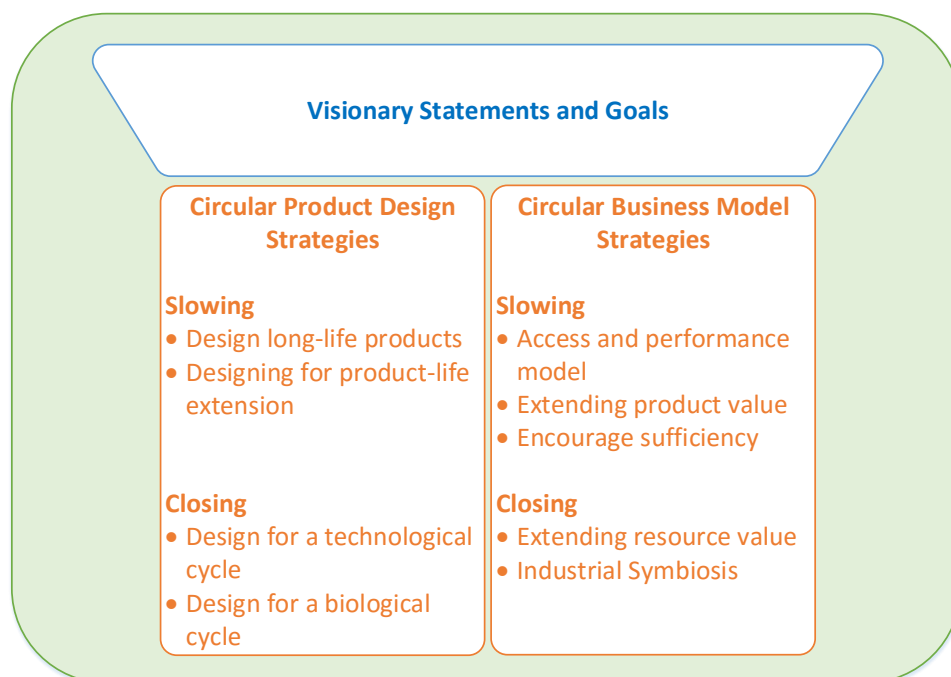 Visionary Statements and Goals
Circular Product Design
Strategies
Slowing
• Design long-life products
• Designing for product-life
extension
Closing
• Design for a technological
cycle
• Design for a biological
cycle
Circular Business Model
Strategies
Slowing
• Access and performance
model
• Extending product value
• Encourage sufficiency
Closing
• Extending resource value
• Industrial Symbiosis